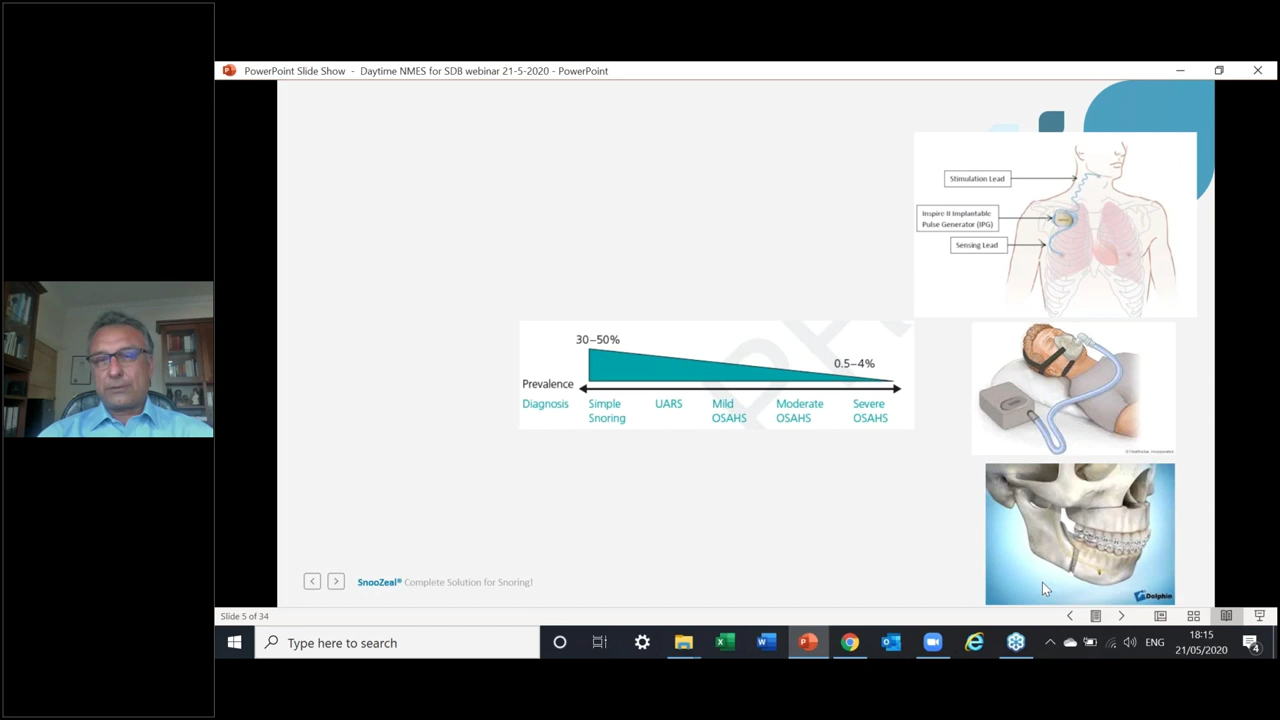 PowerPoint Slide Show - Daytime NMES for SDB webinar 21-5-2020 - PowerPoint
Stimulation Lead
Inspire II Implantable
Pulse Generator (IPG)
Sensing Lead
30–50%
0.5–4%
Prevalence
Diagnosis
Simple
Snoring
UARS
Mild
OSAHS
Moderate
OSAHS
Severe
OSAHS
Dolphin
SnooZeal® Complete Solution for Snoring!
Slide 5 of 34
Type here to search
ENG
18:15
21/05/2020
4